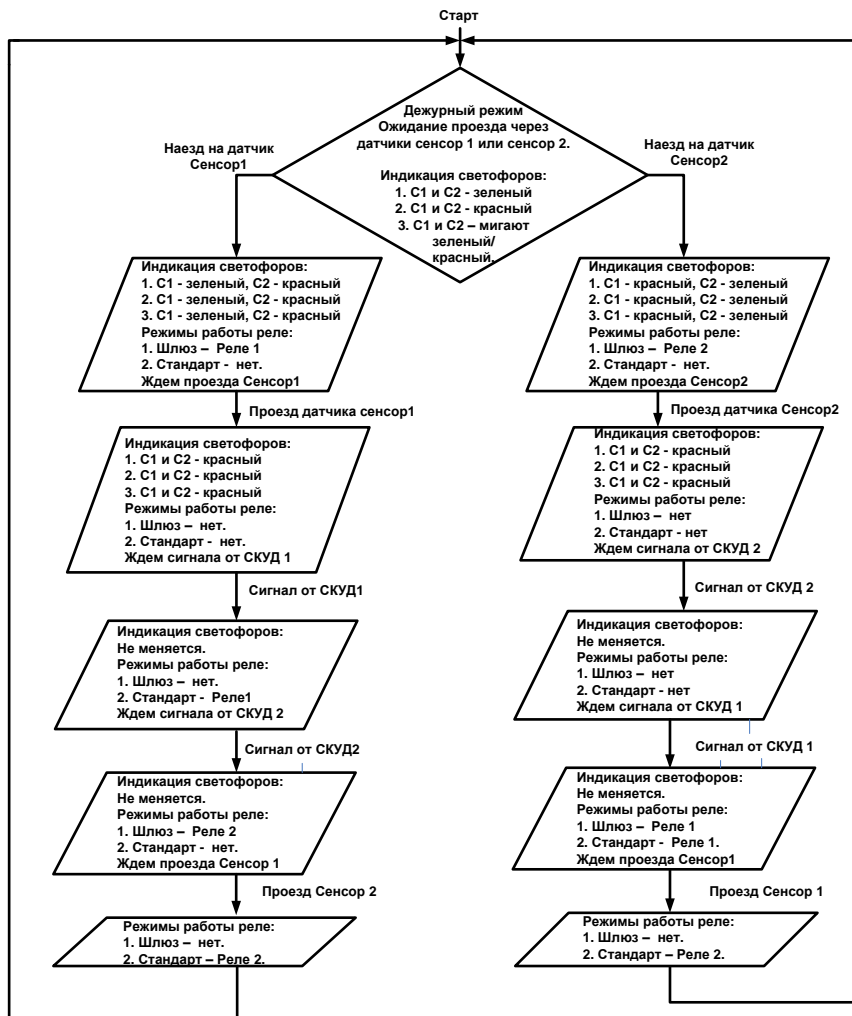 Старт
Дежурный режим
Ожидание проезда через
датчики сенсор 1 или сенсор 2.
Индикация светофоров:
1. С1 и С2 - зеленый
2. С1 и С2 - красный
3. С1 и С2 – мигают
зеленый/
красный.
Наезд на датчик
Сенсор1
Индикация светофоров:
1. С1 - зеленый, С2 - красный
2. С1 - зеленый, С2 - красный
3. С1 - зеленый, С2 - красный
Режимы работы реле:
1. Шлюз – Реле 1
2. Стандарт - нет.
Ждем проезда Сенсор1
Проезд датчика сенсор1
Индикация светофоров:
1. С1 и С2 - красный
2. С1 и С2 - красный
3. С1 и С2 - красный
Режимы работы реле:
1. Шлюз – нет.
2. Стандарт - нет.
Ждем сигнала от СКУД 1
Сигнал от СКУД1
Индикация светофоров:
Не меняется.
Режимы работы реле:
1. Шлюз – нет.
2. Стандарт - Реле1
Ждем сигнала от СКУД 2
Сигнал от СКУД2
Индикация светофоров:
Не меняется.
Режимы работы реле:
1. Шлюз – Реле 2
2. Стандарт - нет.
Ждем проезда Сенсор 1
Проезд Сенсор 2
Режимы работы реле:
1. Шлюз – нет.
2. Стандарт – Реле 2.
Наезд на датчик
Сенсор2
Индикация светофоров:
1. С1 - красный, С2 - зеленый
2. С1 - красный, С2 - зеленый
3. С1 - красный, С2 - зеленый
Режимы работы реле:
1. Шлюз – Реле 2
2. Стандарт - нет.
Ждем проезда Сенсор2
Проезд датчика Сенсор2
Индикация светофоров:
1. С1 и С2 - красный
2. С1 и С2 - красный
3. С1 и С2 - красный
Режимы работы реле:
1. Шлюз – нет
2. Стандарт - нет
Ждем сигнала от СКУД 2
Сигнал от СКУД 2
Индикация светофоров:
Не меняется.
Режимы работы реле:
1. Шлюз – нет
2. Стандарт - нет
Ждем сигнала от СКУД 1
Сигнал от СКУД 1
Индикация светофоров:
Не меняется.
Режимы работы реле:
1. Шлюз – Реле 1
2. Стандарт - Реле 1.
Ждем проезда Сенсор1
Проезд Сенсор 1
Режимы работы реле:
1. Шлюз – нет.
2. Стандарт – Реле 2.